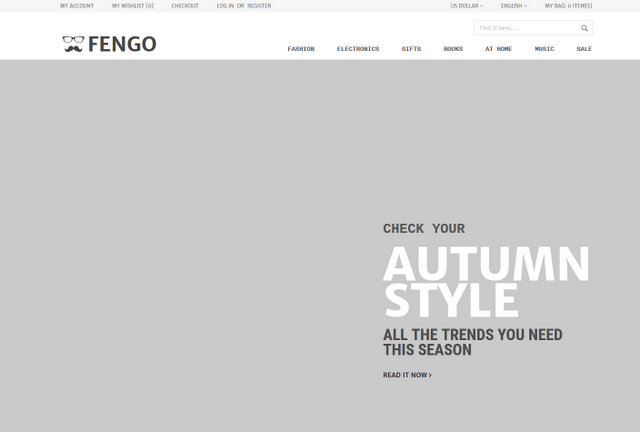 MY ACCOUNT MY WISHLIST (0) CHECKOUT LOG IN OR REGISTER US DOLLAR ENGLISH MY BAG: 0 ITEM(S)
Find it here...
FENGO
FASHION ELECTRONICS GIFTS BOOKS AT HOME MUSIC SALE
CHECK YOUR
AUTUMN
STYLE
ALL THE TRENDS YOU NEED
THIS SEASON
READ IT NOW >